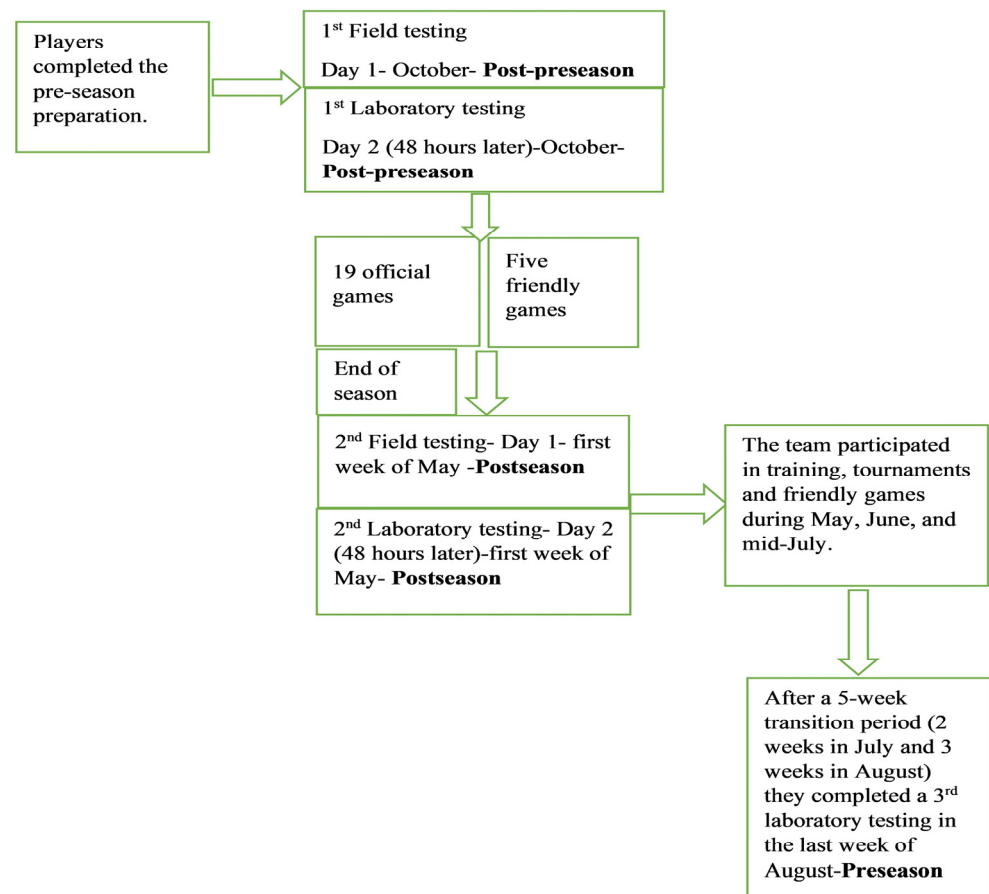 Players
completed the
pre-season
preparation.
1st Field testing
Day 1- October- Post-preseason
1st Laboratory testing
Day 2 (48 hours later)-October-
Post-preseason
19 official
games
Five
friendly
games
End of
season
2nd Field testing- Day 1- first
week of May -Postseason
2nd Laboratory testing- Day 2
(48 hours later)-first week of
May- Postseason
The team participated
in training, tournaments
and friendly games
during May, June, and
mid-July.
After a 5-week
transition period (2
weeks in July and 3
weeks in August)
they completed a 3rd
laboratory testing in
the last week of
August-Preseason